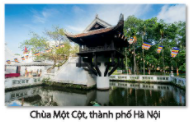 Chùa Một Cột, thành phố Hà Nội